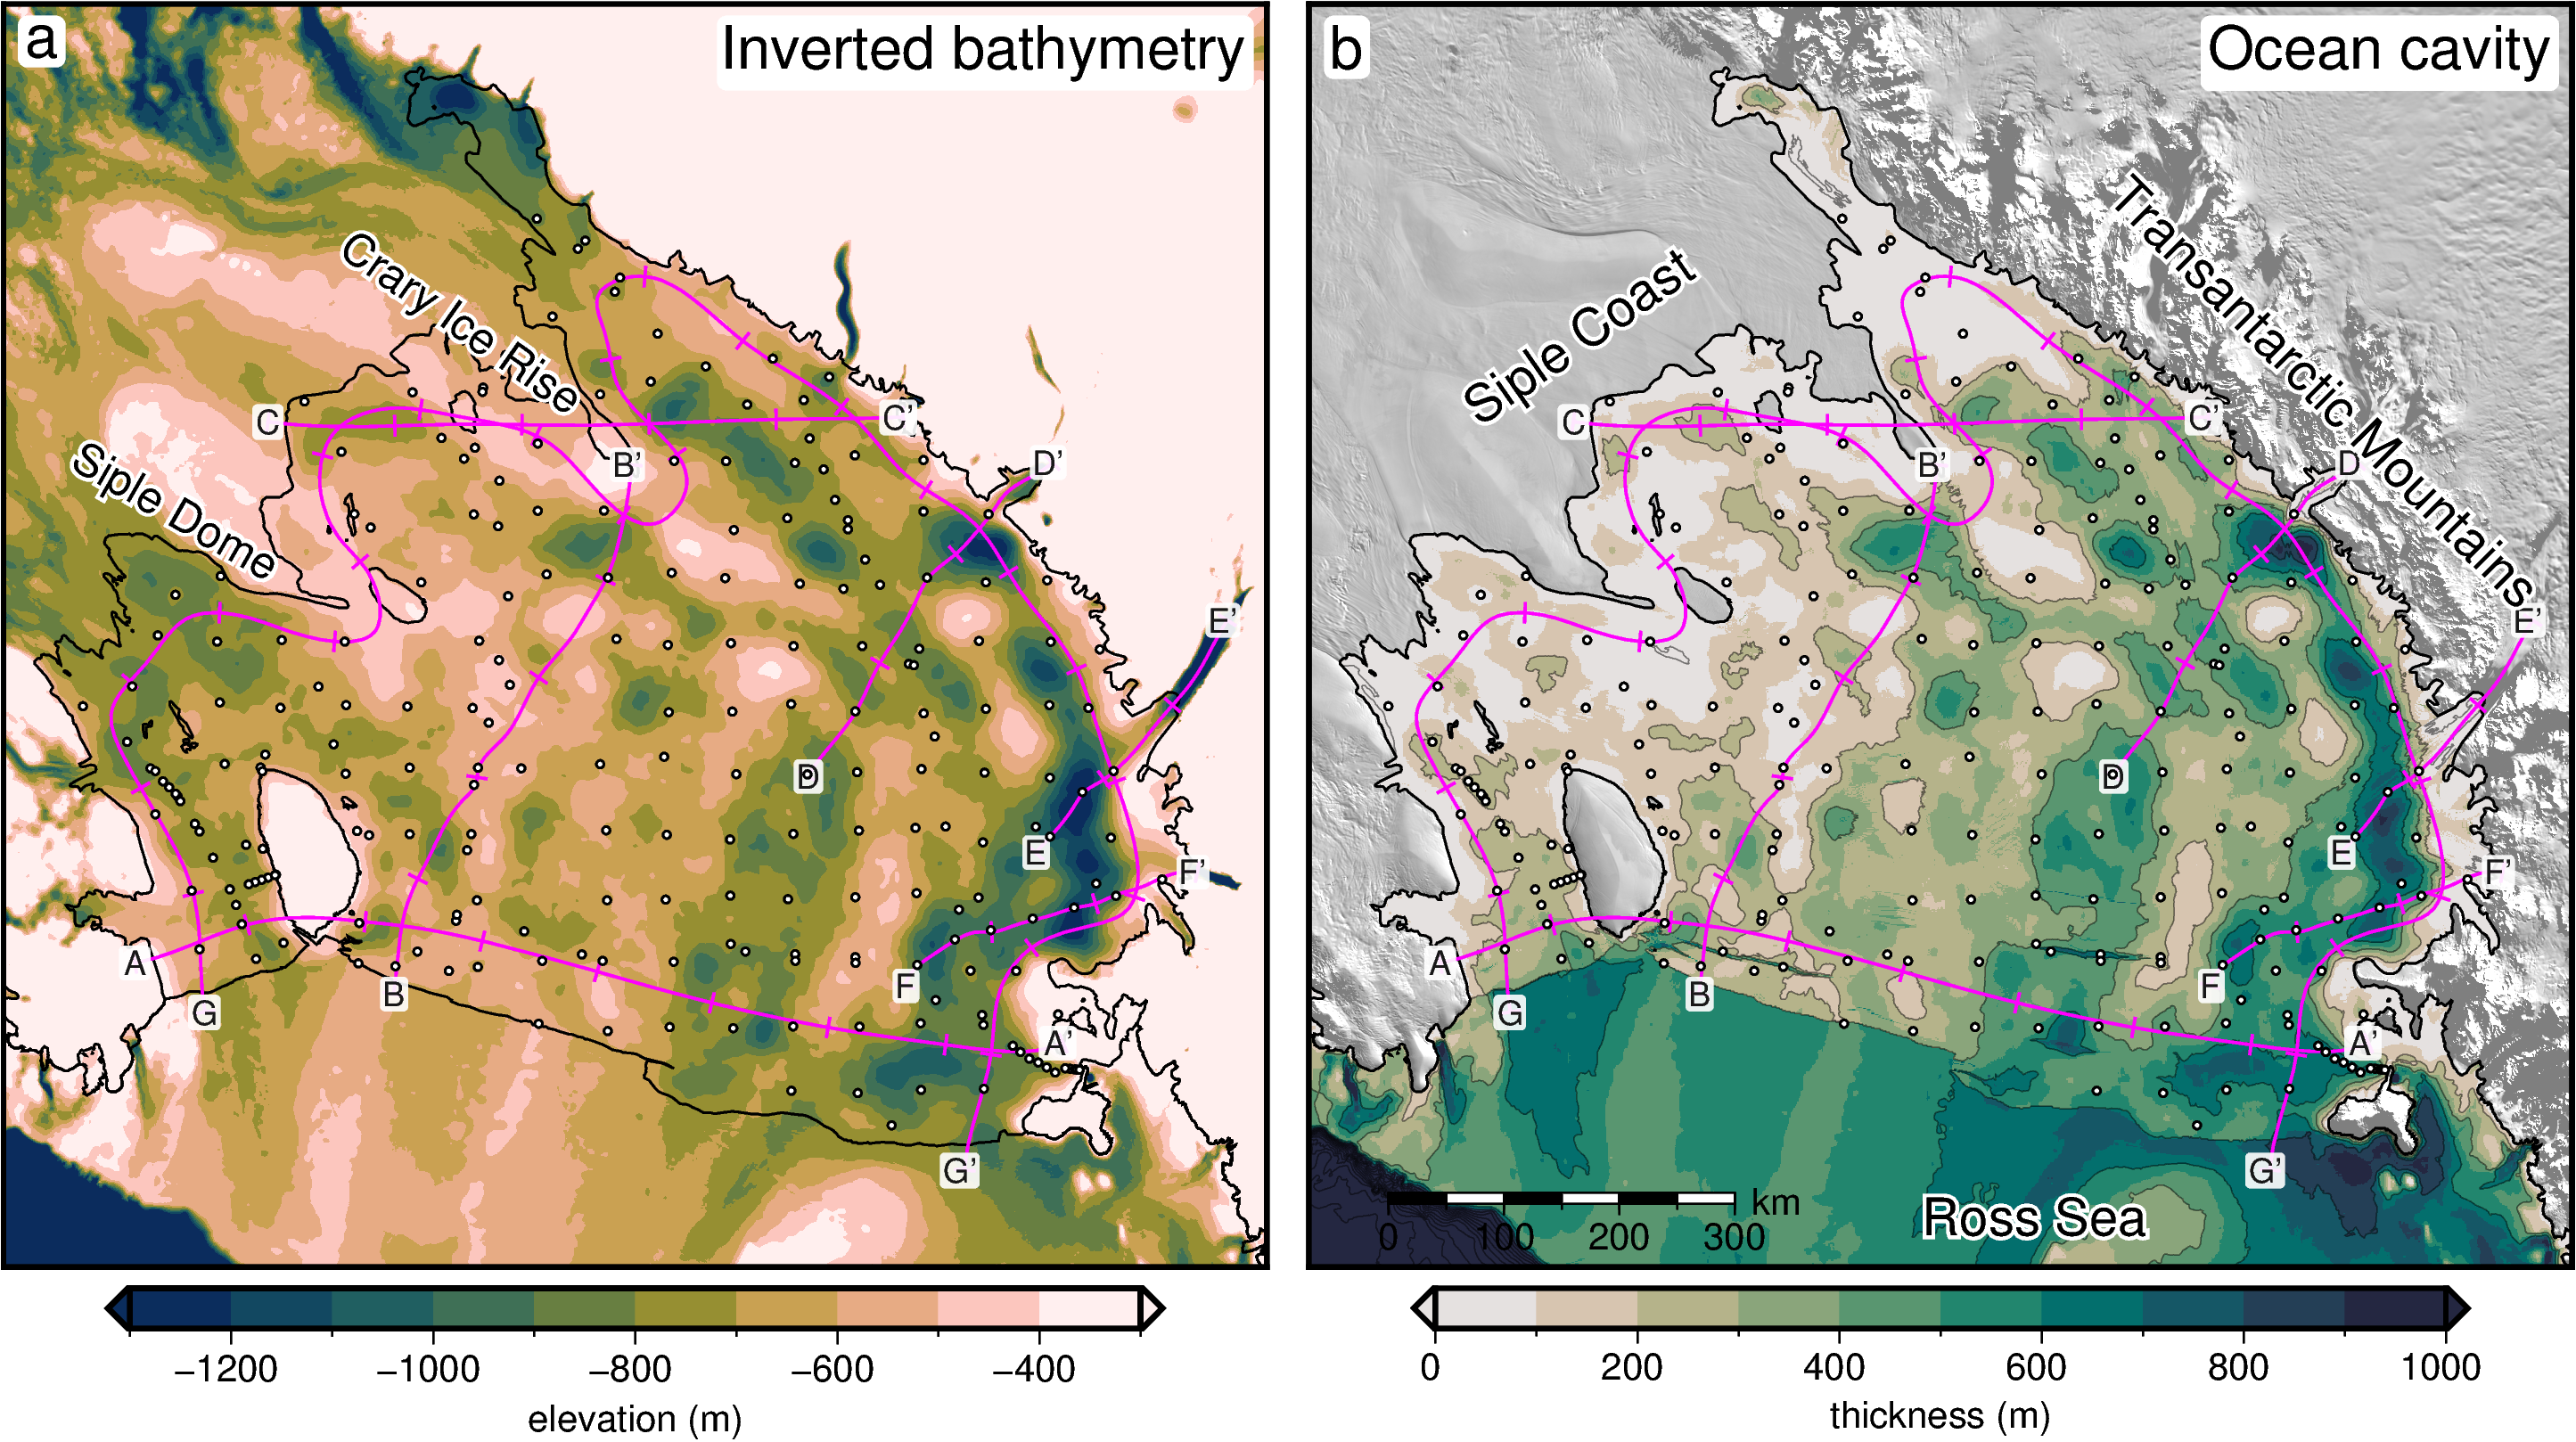 a
Inverted bathymetry
Crary Ice Rise
Siple Dome
C
C’
B’
D’
E’
D
E
F’
F
A
A’
G
B
G’
−1200
−1000
−800
−600
−400
elevation (m)
b
Ocean cavity
Transantarctic Mountains
Siple Coast
C
C’
B’
D’
E’
D
E
F’
F
A
A’
G
B
G’
km
0
100
200
300
Ross Sea
0
200
400
600
800
1000
thickness (m)